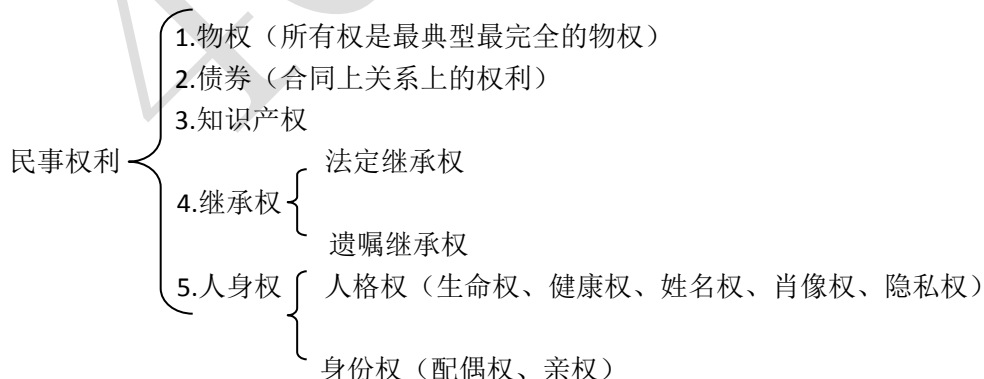 1.物权（所有权是最典型最完全的物权）
2.债券（合同上关系上的权利）
3.知识产权
民事权利
法定继承权
4.继承权
遗嘱继承权
5.人身权
人格权（生命权、健康权、姓名权、肖像权、隐私权）
身份权（配偶权、亲权）